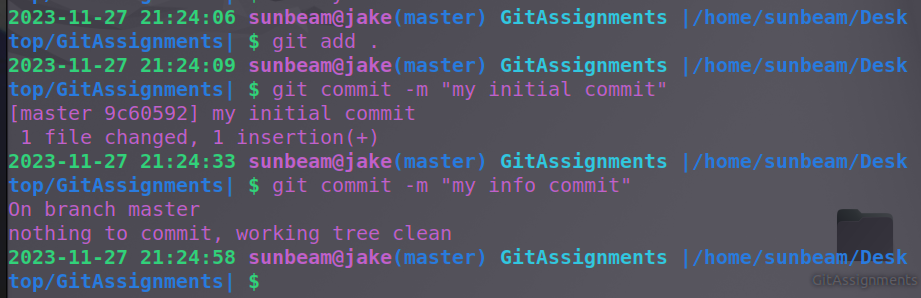 2023-11-27 21:24:06 sunbeam@jake(master) GitAssignments |/home/sunbeam/Desk
top/GitAssignments| $ git add .
2023-11-27 21:24:09 sunbeam@jake(master) GitAssignments |/home/sunbeam/Desk
top/GitAssignments| $ git commit -m "my initial commit"
[master 9c60592] my initial commit
 1 file changed, 1 insertion(+)
2023-11-27 21:24:33 sunbeam@jake(master) GitAssignments |/home/sunbeam/Desk
top/GitAssignments| $ git commit -m "my info commit"
On branch master
nothing to commit, working tree clean
2023-11-27 21:24:58 sunbeam@jake(master) GitAssignments |/home/sunbeam/Desk
top/GitAssignments| $
GitAssignments